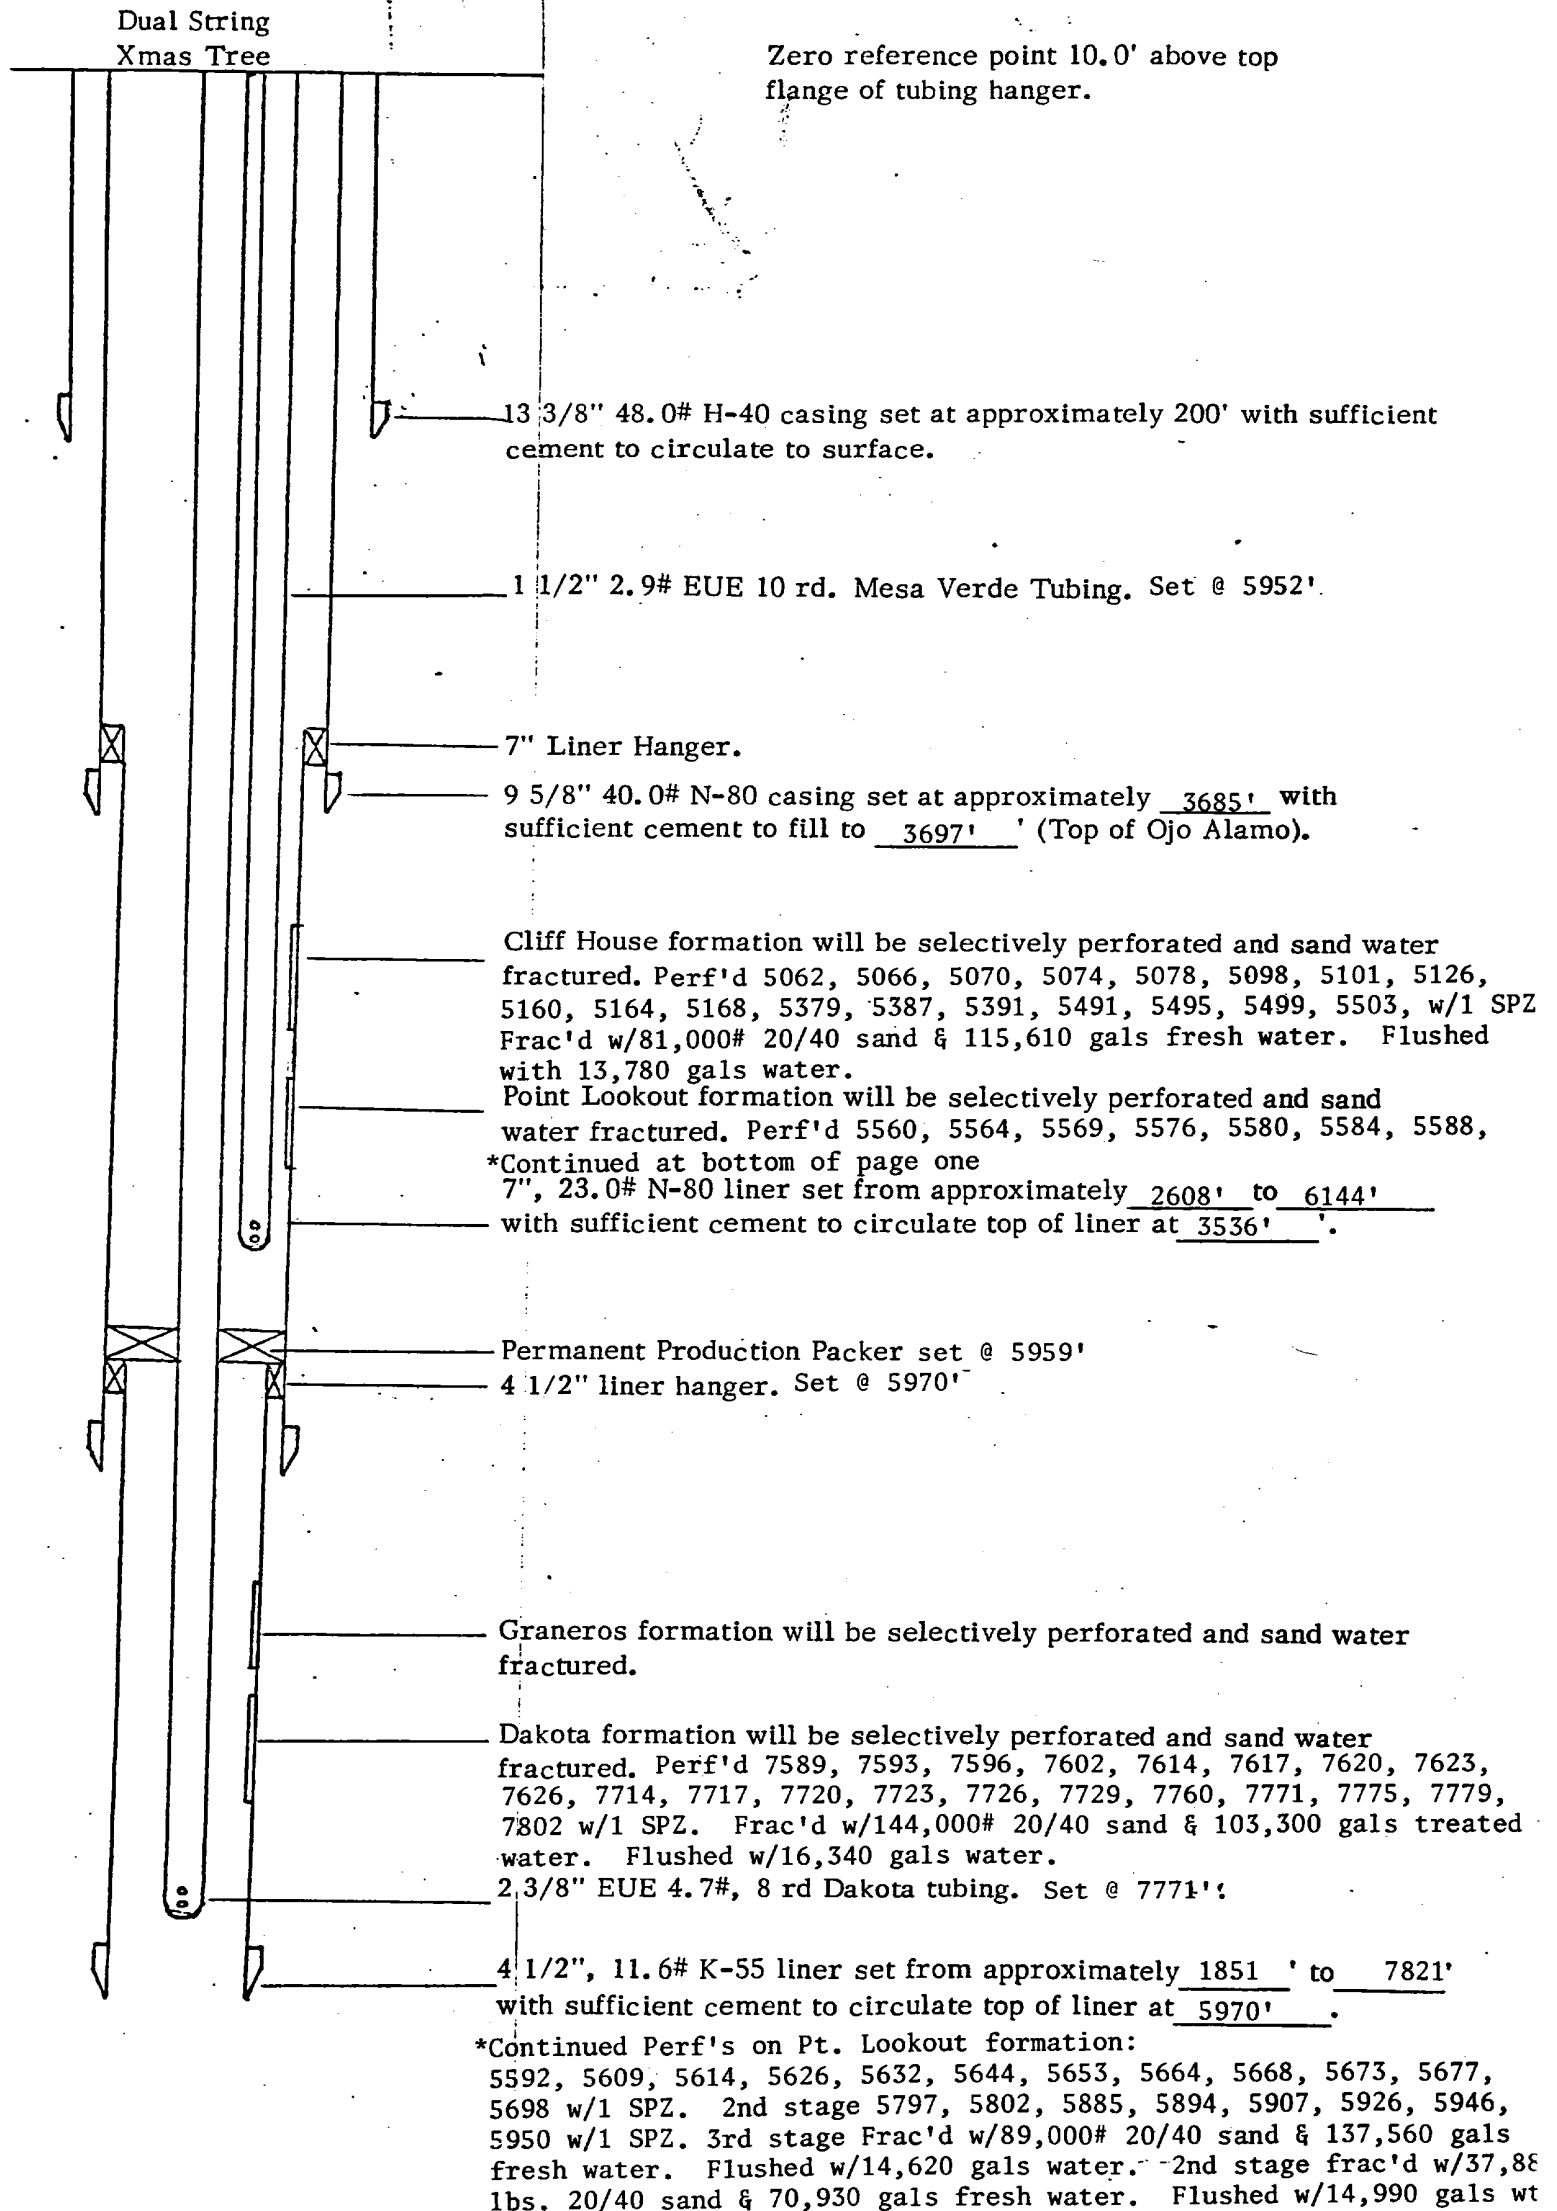 Dual String
Xmas Tree
Zero reference point 10.0' above top
flange of tubing hanger.
13 3/8" 48.0# H-40 casing set at approximately 200' with sufficient
cement to circulate to surface.
1 1/2" 2.9# EUE 10 rd. Mesa Verde Tubing. Set @ 5952'.
7" Liner Hanger.
9 5/8" 40.0# N-80 casing set at approximately 3685' with
sufficient cement to fill to 3697' ' (Top of Ojo Alamo).
Cliff House formation will be selectively perforated and sand water
fractured. Perf'd 5062, 5066, 5070, 5074, 5078, 5098, 5101, 5126,
5160, 5164, 5168, 5379, 5387, 5391, 5491, 5495, 5499, 5503, w/1 SPZ
Frac'd w/81,000# 20/40 sand & 115,610 gals fresh water. Flushed
with 13,780 gals water.
Point Lookout formation will be selectively perforated and sand
water fractured. Perf'd 5560, 5564, 5569, 5576, 5580, 5584, 5588,
*Continued at bottom of page one
7", 23.0# N-80 liner set from approximately 2608' to 6144'
with sufficient cement to circulate top of liner at 3536' '.
Permanent Production Packer set @ 5959'
4 1/2" liner hanger. Set @ 5970'
Graneros formation will be selectively perforated and sand water
fractured.
Dakota formation will be selectively perforated and sand water
fractured. Perf'd 7589, 7593, 7596, 7602, 7614, 7617, 7620, 7623,
7626, 7714, 7717, 7720, 7723, 7726, 7729, 7760, 7771, 7775, 7779,
7802 w/1 SPZ. Frac'd w/144,000# 20/40 sand & 103,300 gals treated
water. Flushed w/16,340 gals water.
2 3/8" EUE 4.7#, 8 rd Dakota tubing. Set @ 7771'.
4 1/2", 11.6# K-55 liner set from approximately 1851 ' to 7821'
with sufficient cement to circulate top of liner at 5970' .
*Continued Perf's on Pt. Lookout formation:
5592, 5609, 5614, 5626, 5632, 5644, 5653, 5664, 5668, 5673, 5677,
5698 w/1 SPZ. 2nd stage 5797, 5802, 5885, 5894, 5907, 5926, 5946,
5950 w/1 SPZ. 3rd stage Frac'd w/89,000# 20/40 sand & 137,560 gals
fresh water. Flushed w/14,620 gals water. 2nd stage frac'd w/37,88
lbs. 20/40 sand & 70,930 gals fresh water. Flushed w/14,990 gals wt